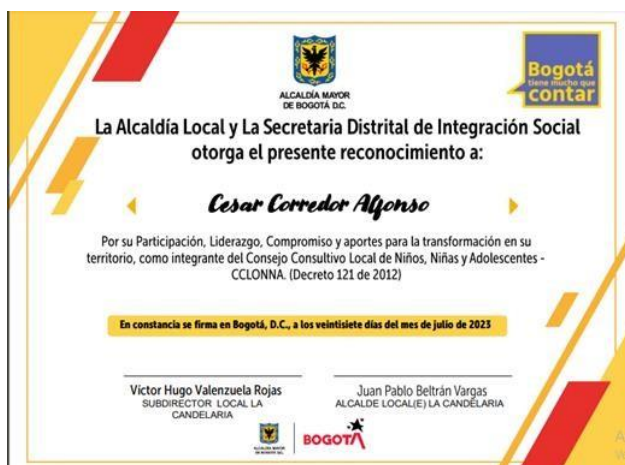 ALCALDÍA MAYOR
DE BOGOTÁ D.C.
Bogotá
tiene mucho que
contar
La Alcaldía Local y La Secretaria Distrital de Integración Social
otorga el presente reconocimiento a:
Cesar Corredor Alfonso
Por su Participación, Liderazgo, Compromiso y aportes para la transformación en su
territorio, como integrante del Consejo Consultivo Local de Niños, Niñas y Adolescentes -
CCLONNA. (Decreto 121 de 2012)
En constancia se firma en Bogotá, D.C., a los veintisiete días del mes de julio de 2023
Victor Hugo Valenzuela Rojas
SUBDIRECTOR LOCAL LA
CANDELARIA
Juan Pablo Beltrán Vargas
ALCALDE LOCAL(E) LA CANDELARIA
ALCALDÍA MAYOR
DE BOGOTÁ D.C.
BOGOTÁ